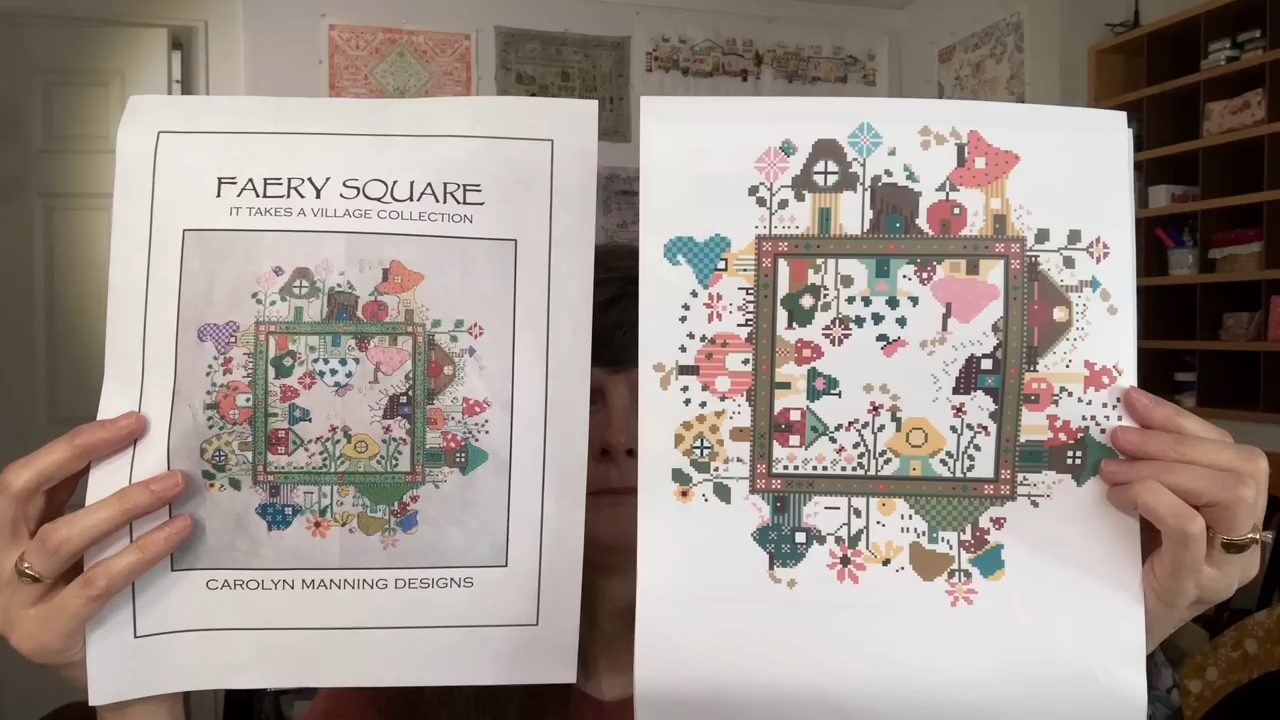 FAERY SQUARE
IT TAKES A VILLAGE COLLECTION
CAROLYN MANNING DESIGNS